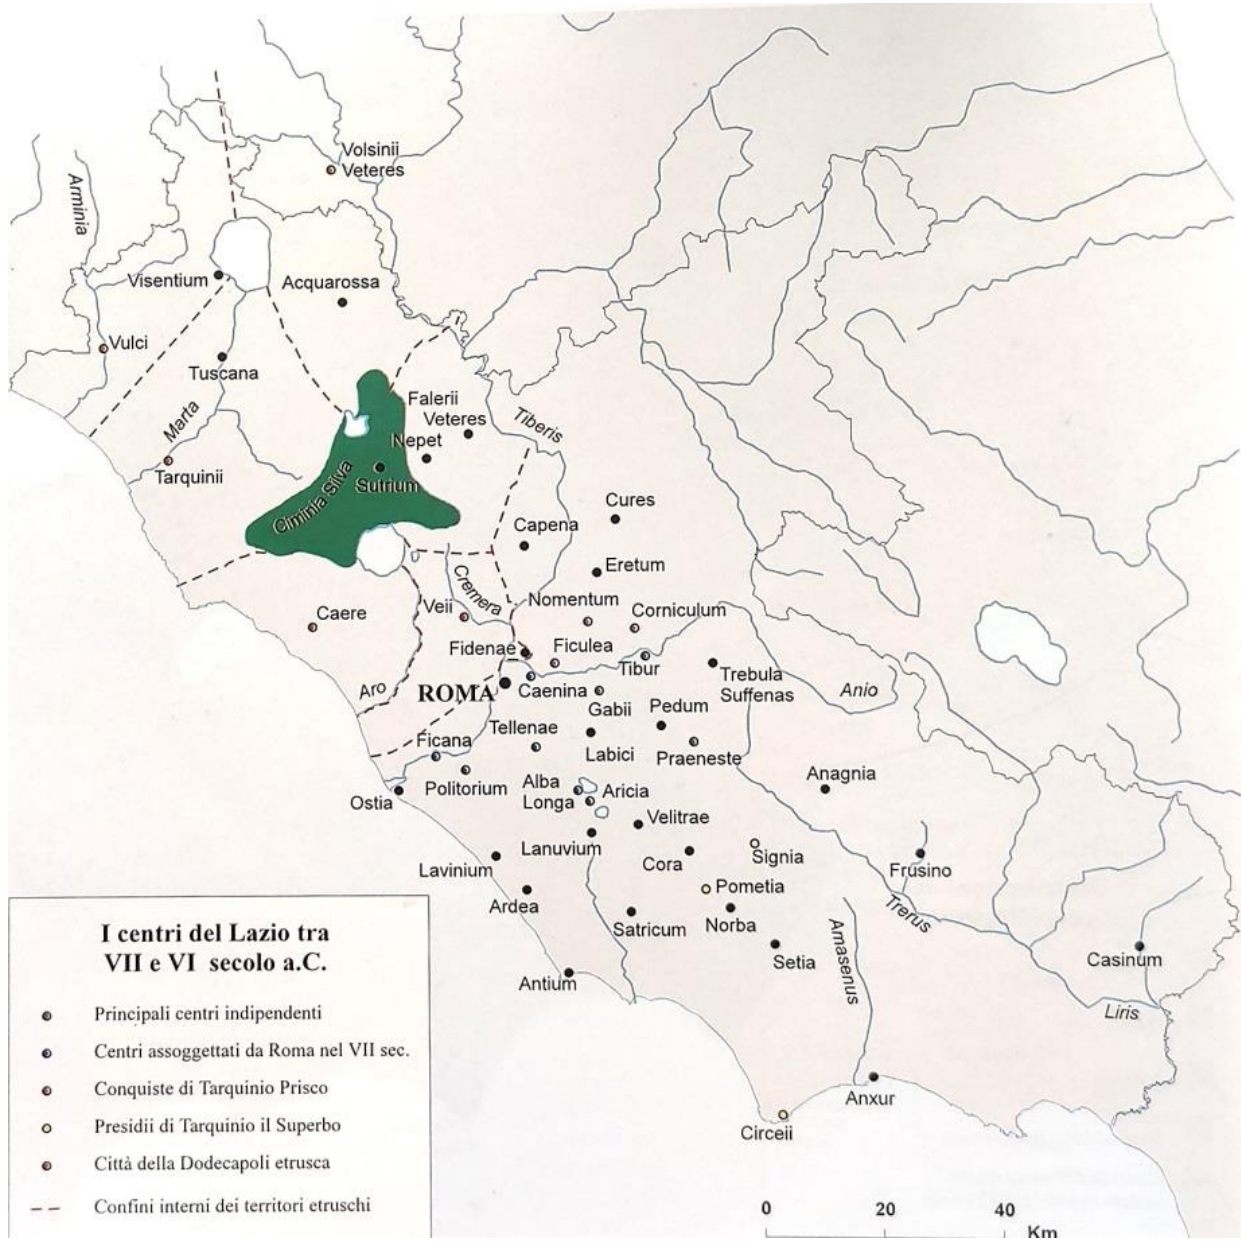 Volsinii
Veteres
Arminia
Visentium
Acquarossa
Vulci
Tuscana
Marta
Falerii
Veteres
Tiberis
Nepet
Tarquinii
Ciminia Silva
Sutrium
Cures
Capena
Eretum
Cremera
Nomentum
Corniculum
Caere
Veii
Fidenae
Ficulea
Tibur
Trebula
Suffenas
Anio
Aro
ROMA
Caenina
Gabii
Pedum
Tellenae
Ficana
Labici
Praeneste
Anagnia
Ostia
Politorium
Alba
Longa
Aricia
Velitrae
Lanuvium
Cora
Signia
Frusino
Lavinium
Pometia
Ardea
Satricum
Norba
Amasenus
Trerus
Setia
Casinum
Antium
Liris
Anxur
Circeii
I centri del Lazio tra
VII e VI secolo a.C.
Principali centri indipendenti
Centri assoggettati da Roma nel VII sec.
Conquiste di Tarquinio Prisco
Presidii di Tarquinio il Superbo
Città della Dodecapoli etrusca
Confini interni dei territori etruschi
0 20 40
Km